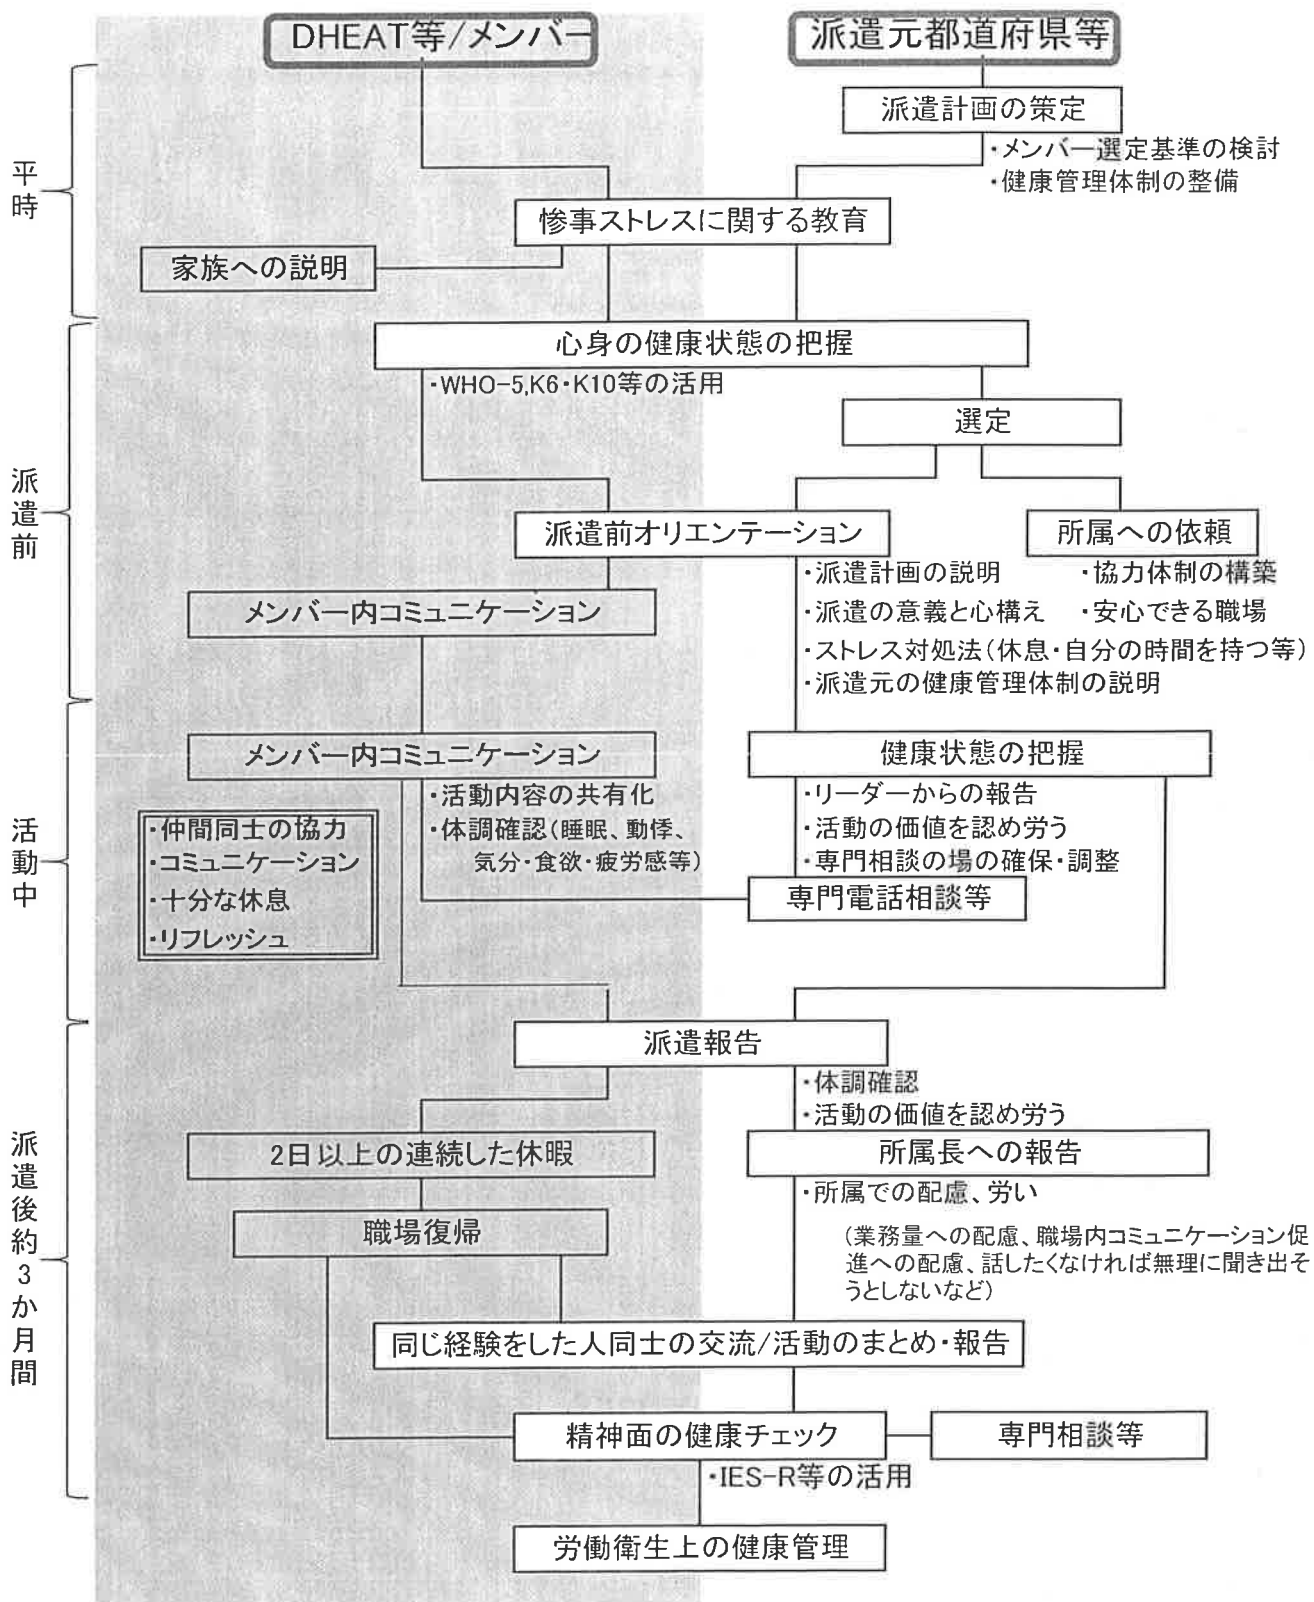 DHEAT等/メンバー
派遣元都道府県等
平時
派遣計画の策定
・メンバー選定基準の検討
・健康管理体制の整備
惨事ストレスに関する教育
家族への説明
派遣前
心身の健康状態の把握
・WHO-5,K6・K10等の活用
選定
派遣前オリエンテーション
所属への依頼
・派遣計画の説明
・協力体制の構築
・派遣の意義と心構え
・安心できる職場
・ストレス対処法(休息・自分の時間を持つ等)
・派遣元の健康管理体制の説明
メンバー内コミュニケーション
活動中
メンバー内コミュニケーション
・活動内容の共有化
・体調確認(睡眠、動悸、
気分・食欲・疲労感等)
・仲間同士の協力
・コミュニケーション
・十分な休息
・リフレッシュ
健康状態の把握
・リーダーからの報告
・活動の価値を認め労う
・専門相談の場の確保・調整
専門電話相談等
派遣後約3か月間
派遣報告
・体調確認
・活動の価値を認め労う
2日以上の連続した休暇
所属長への報告
・所属での配慮、労い
(業務量への配慮、職場内コミュニケーション促
進への配慮、話したくなければ無理に聞き出そ
うとしないなど)
職場復帰
同じ経験をした人同士の交流/活動のまとめ・報告
精神面の健康チェック
専門相談等
・IES-R等の活用
労働衛生上の健康管理